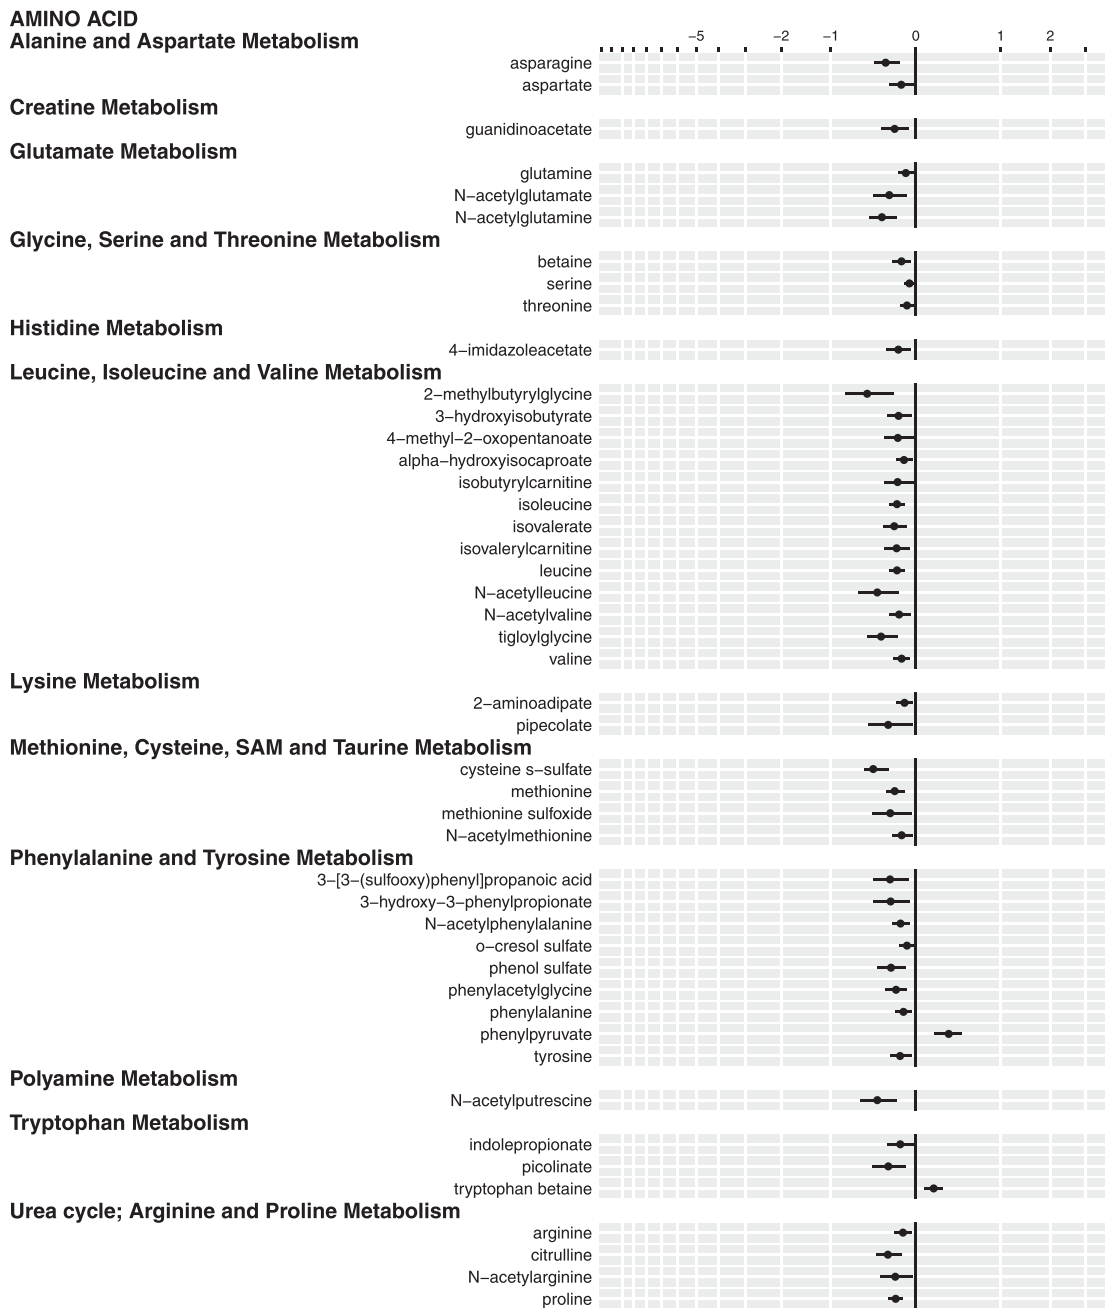 AMINO ACID
Alanine and Aspartate Metabolism
−5 −2 −1 0 1 2
asparagine
aspartate
Creatine Metabolism
guanidinoacetate
Glutamate Metabolism
glutamine
N−acetylglutamate
N−acetylglutamine
Glycine, Serine and Threonine Metabolism
betaine
serine
threonine
Histidine Metabolism
4−imidazoleacetate
Leucine, Isoleucine and Valine Metabolism
2−methylbutyrylglycine
3−hydroxyisobutyrate
4−methyl−2−oxopentanoate
alpha−hydroxyisocaproate
isobutyrylcarnitine
isoleucine
isovalerate
isovalerylcarnitine
leucine
N−acetylleucine
N−acetylvaline
tigloylglycine
valine
Lysine Metabolism
2−aminoadipate
pipecolate
Methionine, Cysteine, SAM and Taurine Metabolism
cysteine s−sulfate
methionine
methionine sulfoxide
N−acetylmethionine
Phenylalanine and Tyrosine Metabolism
3−[3−(sulfooxy)phenyl]propanoic acid
3−hydroxy−3−phenylpropionate
N−acetylphenylalanine
o−cresol sulfate
phenol sulfate
phenylacetylglycine
phenylalanine
phenylpyruvate
tyrosine
Polyamine Metabolism
N−acetylputrescine
Tryptophan Metabolism
indolepropionate
picolinate
tryptophan betaine
Urea cycle; Arginine and Proline Metabolism
arginine
citrulline
N−acetylarginine
proline